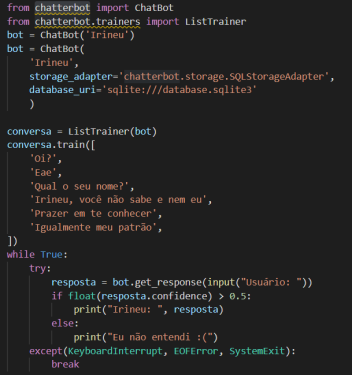 from chatterbot import ChatBot
from chatterbot.trainers import ListTrainer
bot = ChatBot('Irineu')
bot = ChatBot(
    'Irineu',
    storage_adapter='chatterbot.storage.SQLStorageAdapter',
    database_uri='sqlite:///database.sqlite3'
    )
conversa = ListTrainer(bot)
conversa.train([
    'Oi?',
    'Eae',
    'Qual o seu nome?',
    'Irineu, você não sabe e nem eu',
    'Prazer em te conhecer',
    'Igualmente meu patrão',
])
while True:
    try:
        resposta = bot.get_response(input("Usuário: "))
        if float(resposta.confidence) > 0.5:
            print("Irineu: ", resposta)
        else:
            print("Eu não entendi :(")
    except(KeyboardInterrupt, EOFError, SystemExit):
        break